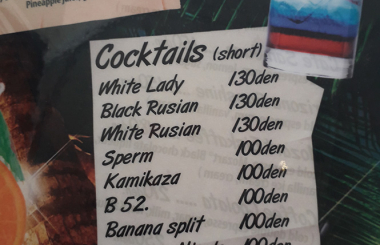 Pineapple
Cocktails (short)
White Lady 130den
Black Rusian 130den
White Rusian 130den
Sperm 100den
Kamikaza 100den
B 52. 100den
Banana split 100den